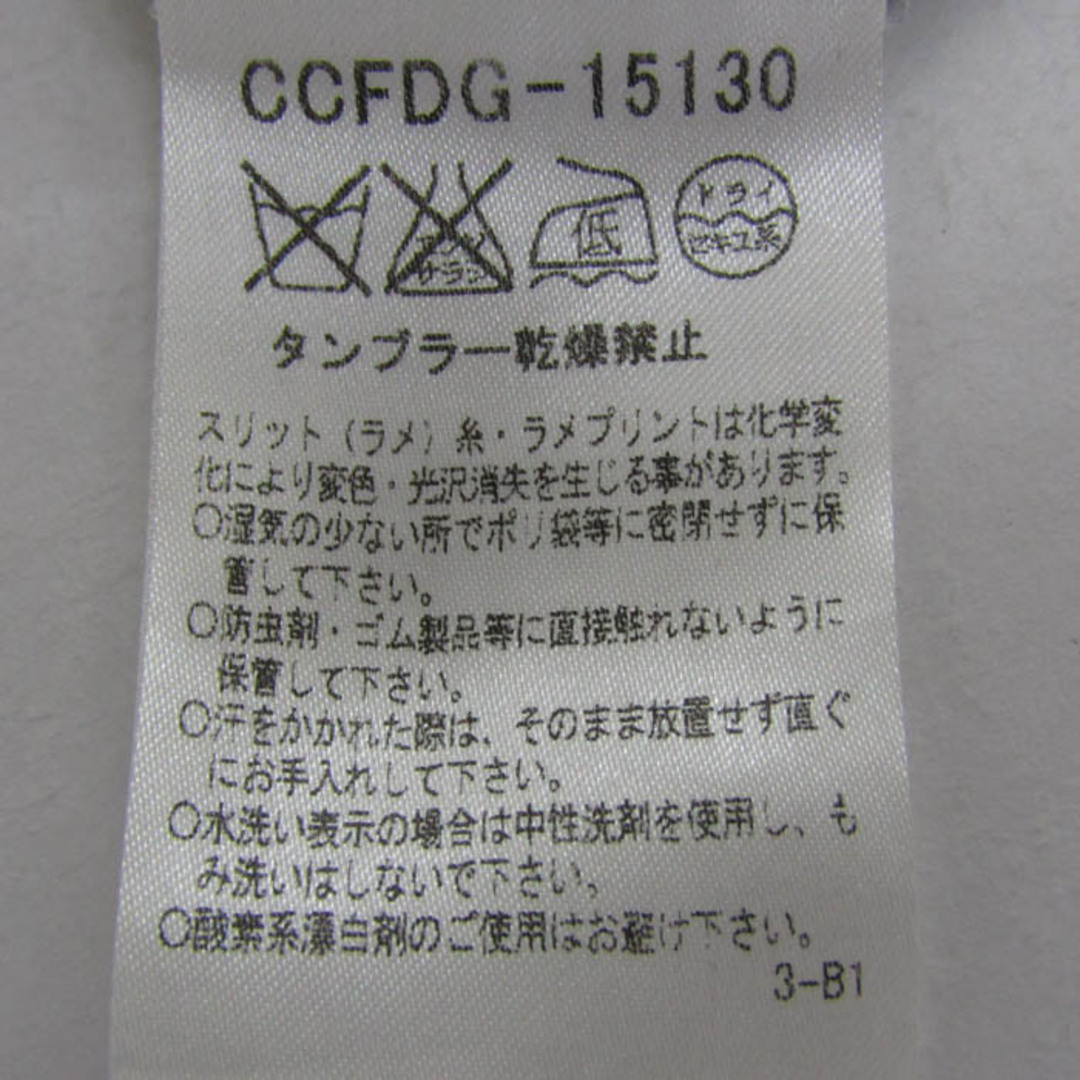 CCFDG-15130
エンソ サラシ 低 ドライ
セキユ系
タンブラー乾燥禁止
スリット（ラメ）糸・ラメプリントは化学変
化により変色・光沢消失を生じる事があります。
○湿気の少ない所でポリ袋等に密閉せずに保
管して下さい。
○防虫剤・ゴム製品等に直接触れないように
保管して下さい。
○汗をかかれた際は、そのまま放置せず直ぐ
にお手入れして下さい。
○水洗い表示の場合は中性洗剤を使用し、も
み洗いはしないで下さい。
○酸素系漂白剤のご使用はお避け下さい。
3-B1